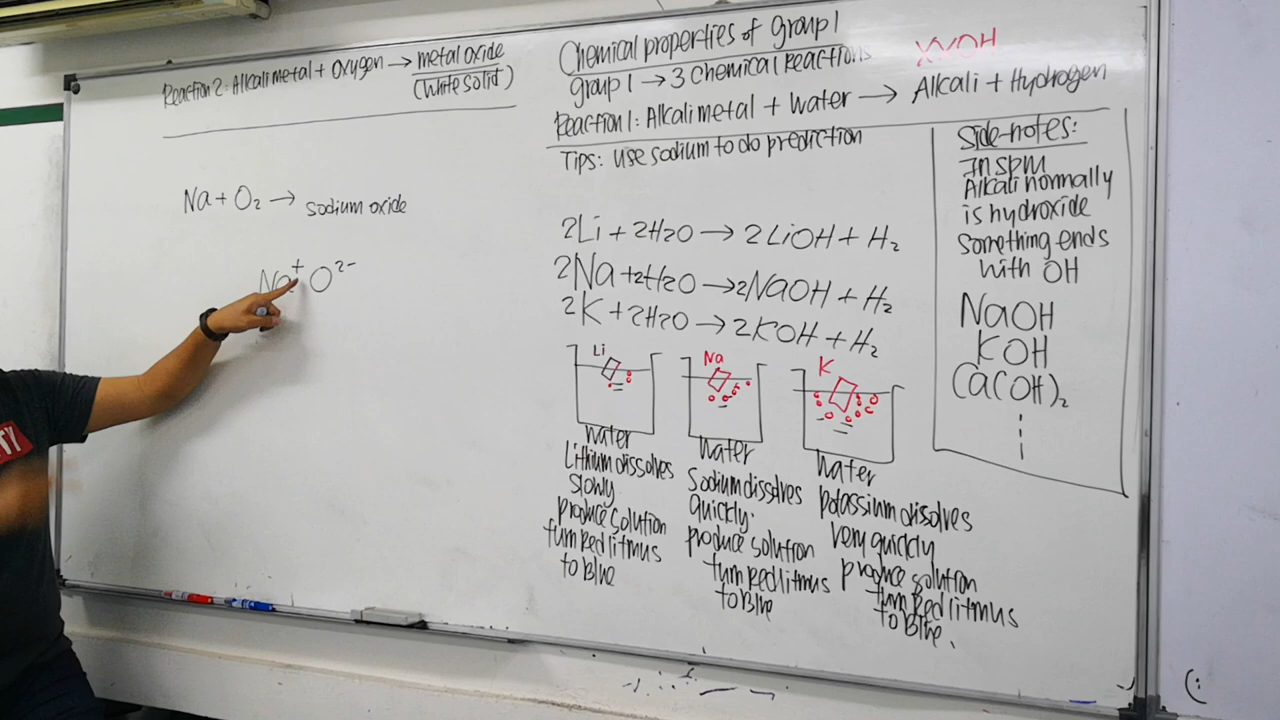 Reaction 2: Alkali metal + Oxygen → metal oxide
(White solid)
Na + O₂ → sodium oxide
Na⁺ O²⁻
Chemical properties of Group 1
group 1 → 3 Chemical Reactions
XXOH
Reaction 1: Alkali metal + Water → Alkali + Hydrogen
Tips: use sodium to do prediction
2Li + 2H2O → 2LiOH + H₂
2Na + 2H2O → 2NaOH + H₂
2K + 2H2O → 2KOH + H₂
Li
Na
K
water
Lithium dissolves
slowly
produce solution
turn Red litmus
to Blue
water
Sodium dissolves
Quickly.
produce solution
turn Red litmus
to Blue
water
potassium disolves
very quickly
produce solution
turn Red litmus
to Blue.
Side-notes:
In spm
Alkali normally
is hydroxide
something ends
with OH
NaOH
KOH
Ca(OH)₂
(: